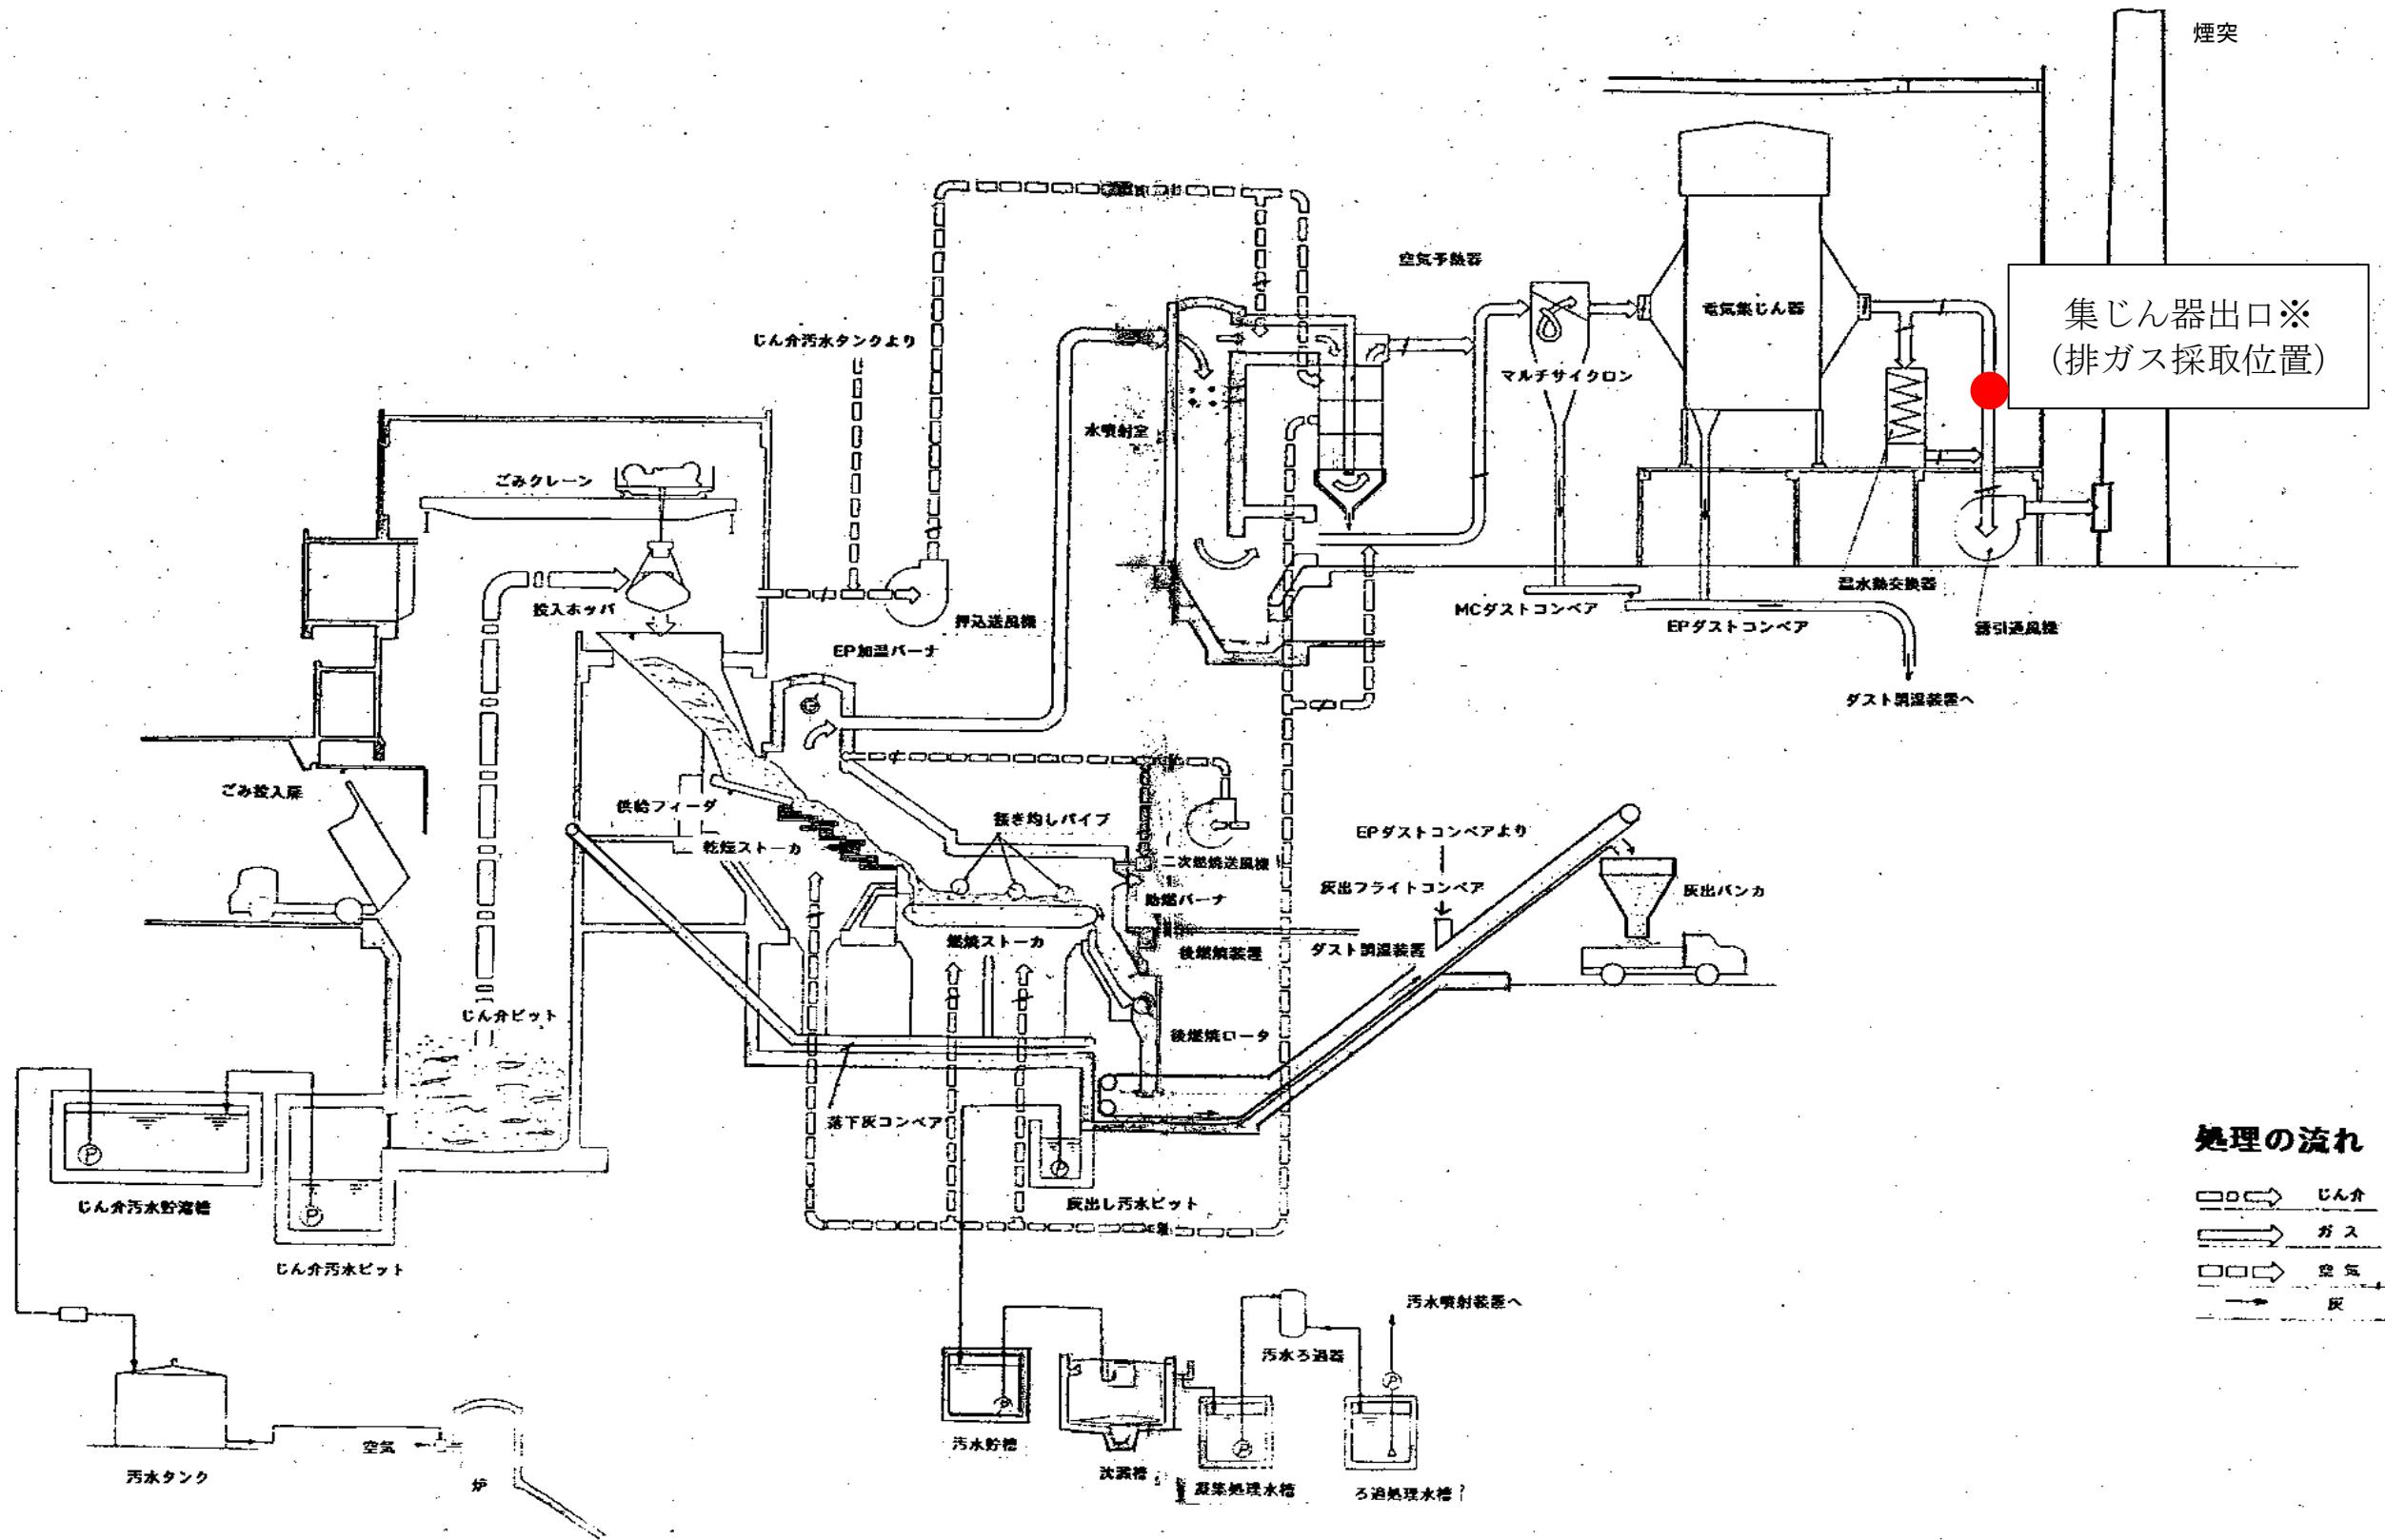 煙突
空気予熱器
電気集じん器
集じん器出口※
(排ガス採取位置)
じん介汚水タンクより
マルチサイクロン
水噴射室
ごみクレーン
投入ホッパ
押込送風機
MCダストコンベア
温水熱交換器
EPダストコンベア
誘引通風機
EP加温バーナ
ダスト調湿装置へ
ごみ投入扉
供給フィーダ
掻き均しパイプ
乾燥ストーカ
二次燃焼送風機
EPダストコンベアより
助燃バーナ
灰出フライトコンベア
灰出バンカ
燃焼ストーカ
後燃焼装置
ダスト調湿装置
じん介ピット
後燃焼ロータ
落下灰コンベア
処理の流れ
じん介
ガス
空気
灰
じん介汚水貯溜槽
灰出し汚水ピット
じん介汚水ピット
汚水噴射装置へ
汚水ろ過器
汚水貯槽
沈澱槽
凝集処理水槽
ろ過処理水槽
空気
炉
汚水タンク
P
P
P
P
P
P